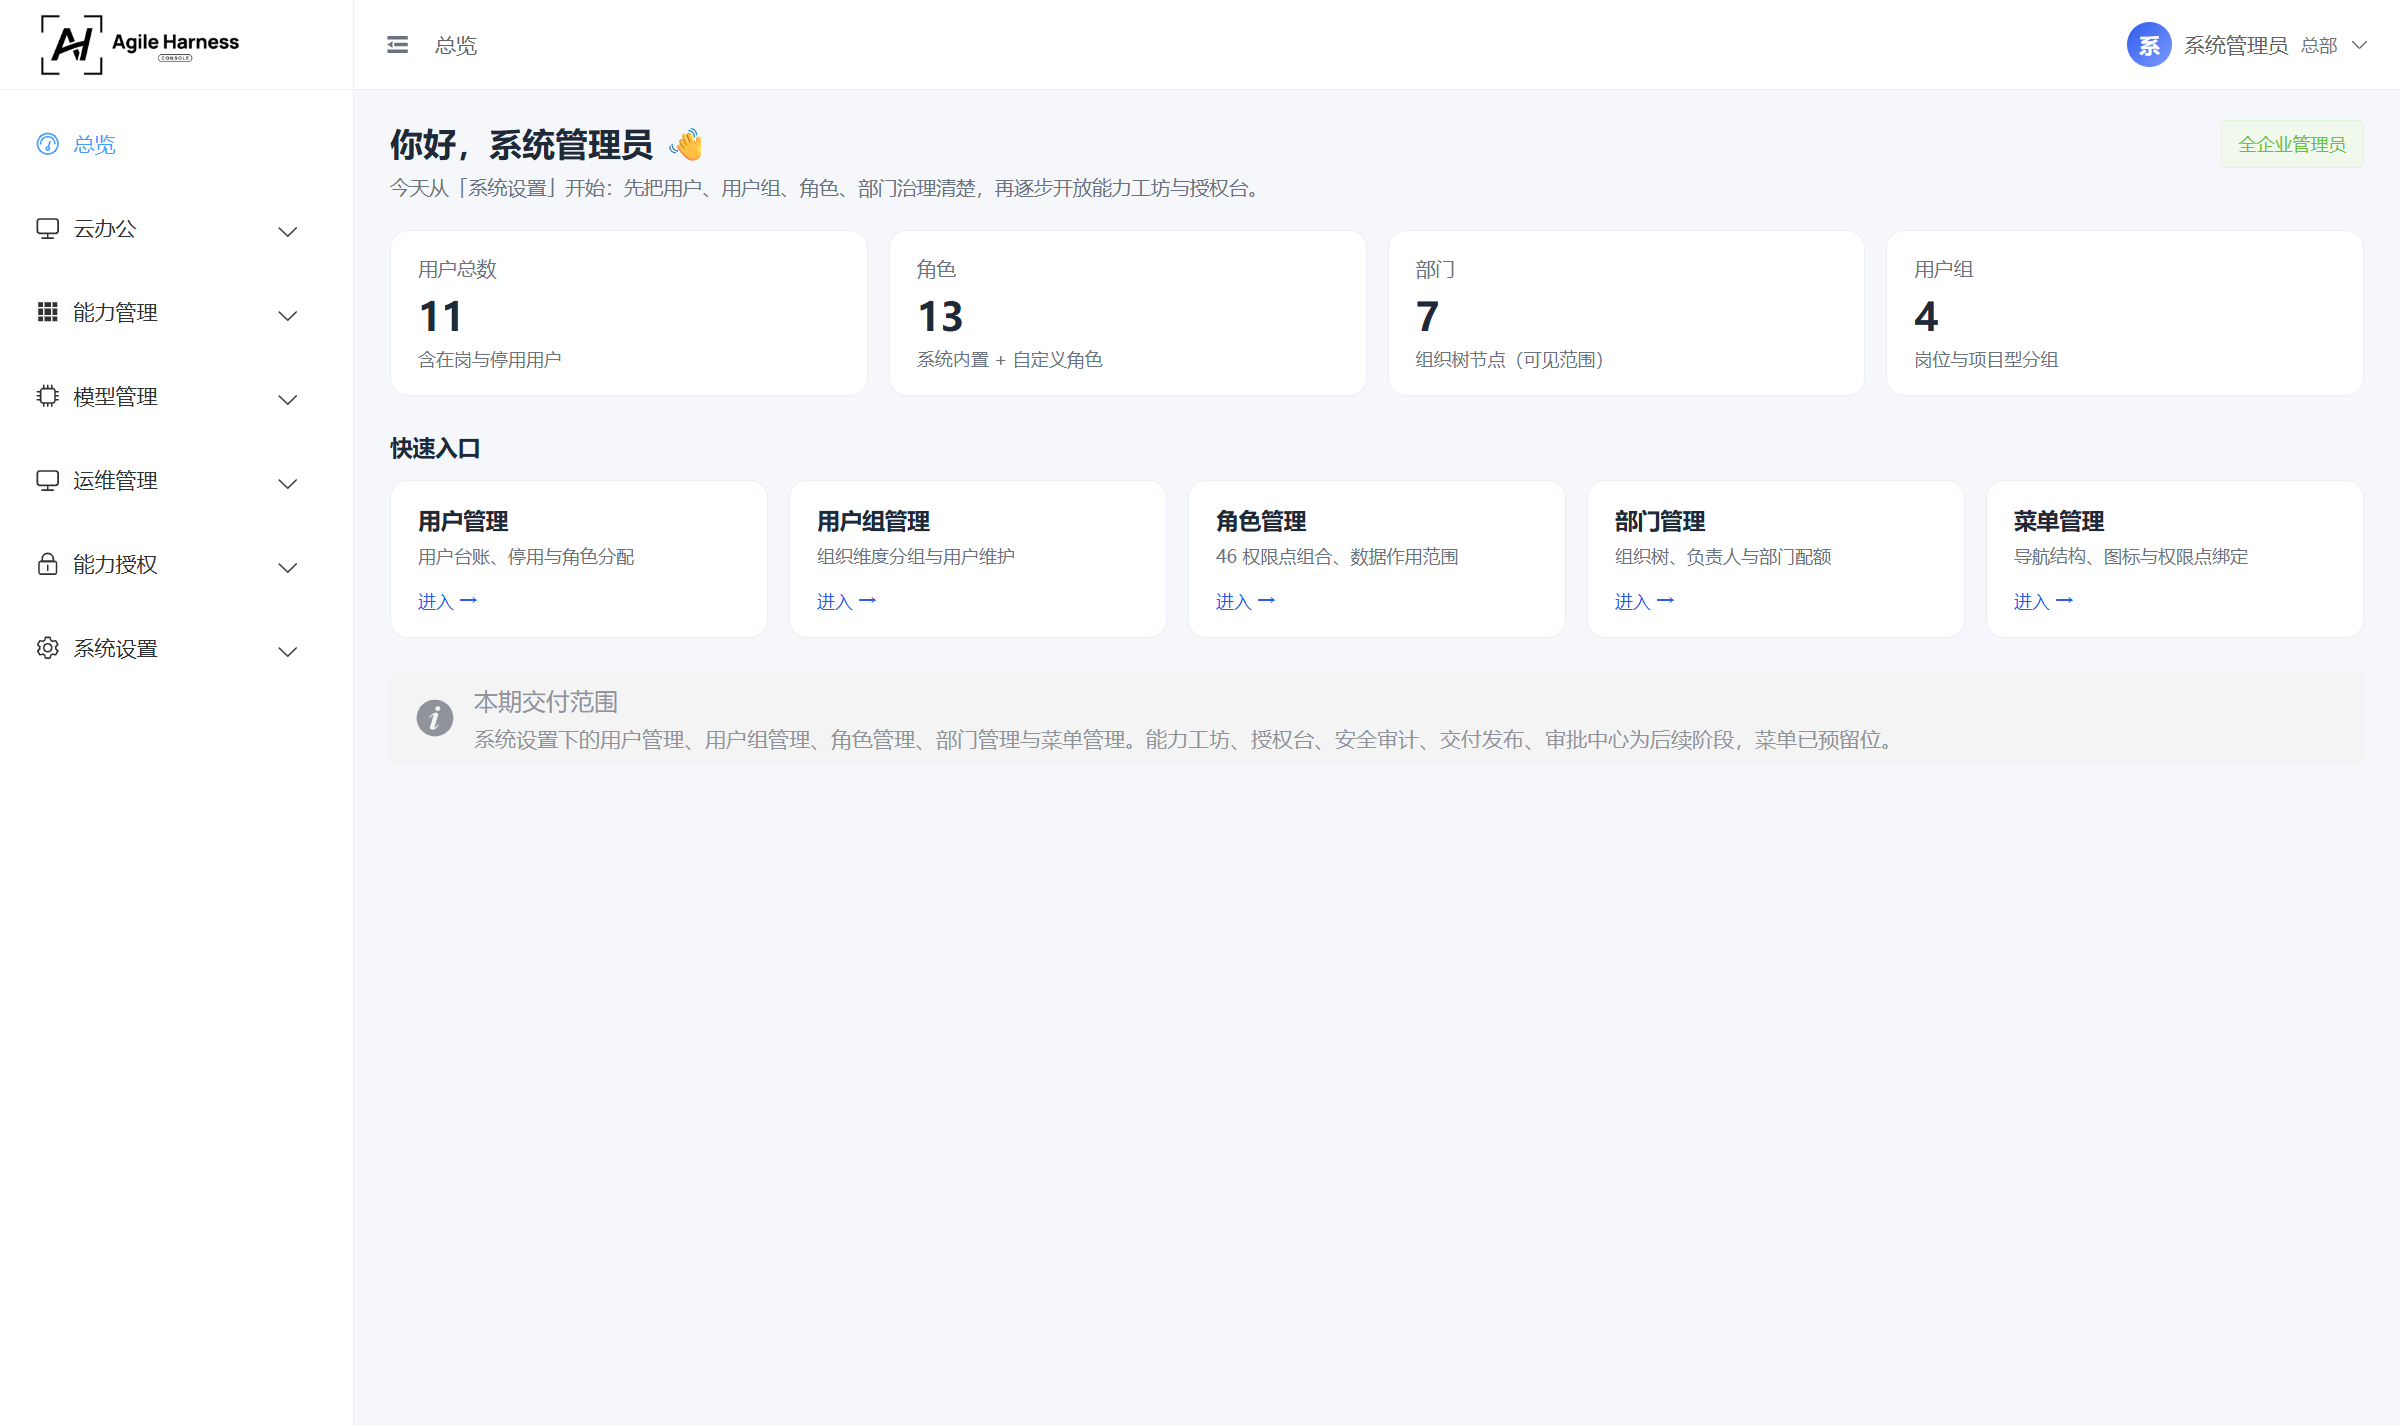 Agile Harness
CONSOLE
总览
系 系统管理员 总部
总览
云办公
能力管理
模型管理
运维管理
能力授权
系统设置
你好，系统管理员 👋
全企业管理员
今天从「系统设置」开始：先把用户、用户组、角色、部门治理清楚，再逐步开放能力工坊与授权台。
用户总数
11
含在岗与停用用户
角色
13
系统内置 + 自定义角色
部门
7
组织树节点（可见范围）
用户组
4
岗位与项目型分组
快速入口
用户管理
用户台账、停用与角色分配
进入 →
用户组管理
组织维度分组与用户维护
进入 →
角色管理
46 权限点组合、数据作用范围
进入 →
部门管理
组织树、负责人与部门配额
进入 →
菜单管理
导航结构、图标与权限点绑定
进入 →
本期交付范围
系统设置下的用户管理、用户组管理、角色管理、部门管理与菜单管理。能力工坊、授权台、安全审计、交付发布、审批中心为后续阶段，菜单已预留位。